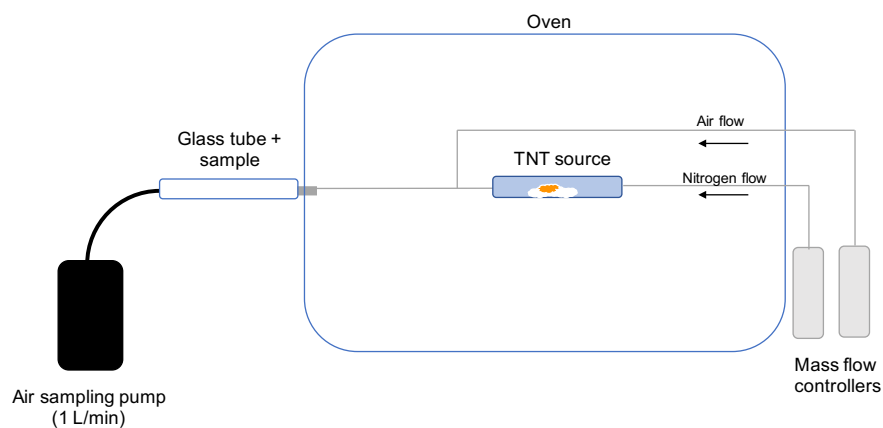 Oven
Air flow
Glass tube +
sample
TNT source
Nitrogen flow
Mass flow
controllers
Air sampling pump
(1 L/min)